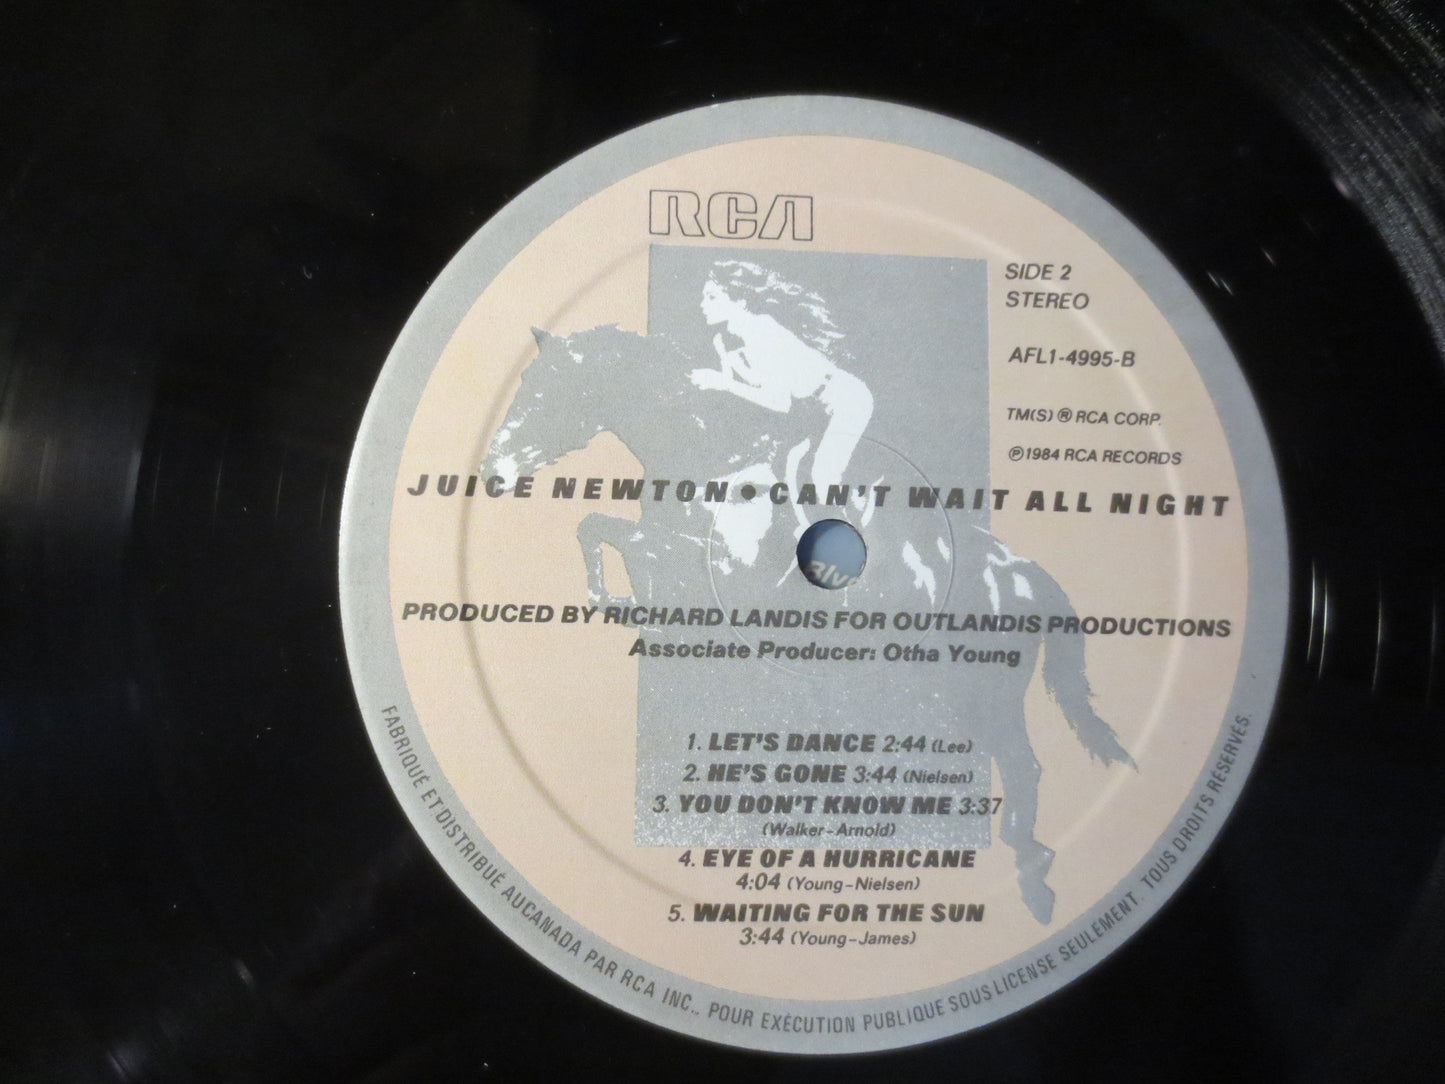 RCA
SIDE 2
STEREO
AFL1-4995-B
TM(S) ® RCA CORP.
℗1984 RCA RECORDS
JUICE NEWTON • CAN'T WAIT ALL NIGHT
PRODUCED BY RICHARD LANDIS FOR OUTLANDIS PRODUCTIONS
Associate Producer: Otha Young
1. LET'S DANCE 2:44 (Lee)
2. HE'S GONE 3:44 (Nielsen)
3. YOU DON'T KNOW ME 3:37
(Walker-Arnold)
4. EYE OF A HURRICANE
4:04 (Young-Nielsen)
5. WAITING FOR THE SUN
3:44 (Young-James)
FABRIQUÉ ET DISTRIBUÉ AU CANADA PAR RCA INC., POUR EXÉCUTION PUBLIQUE SOUS LICENSE SEULEMENT. TOUS DROITS RÉSERVÉS.